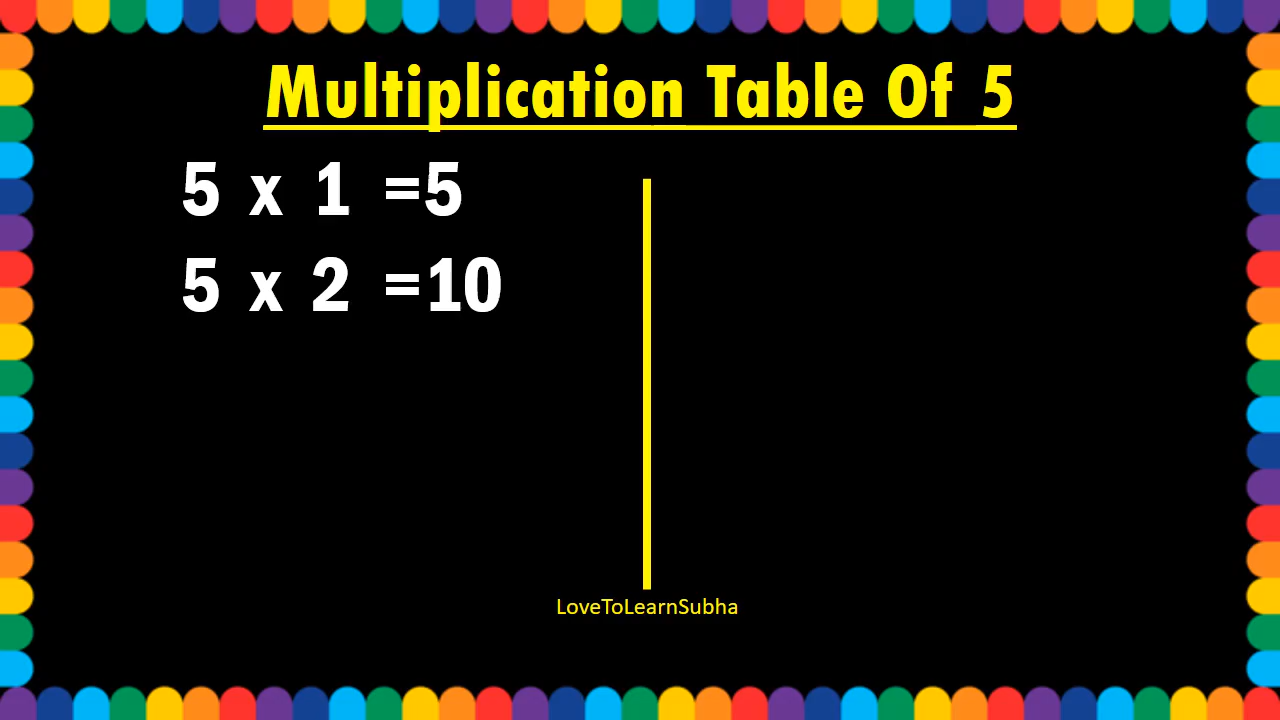 Multiplication Table Of 5
5 x 1 =5
5 x 2 =10
LoveToLearnSubha